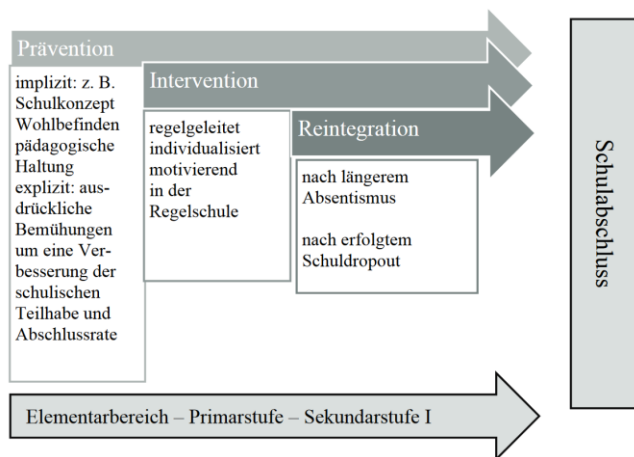 Prävention
implizit: z. B.
Schulkonzept
Wohlbefinden
pädagogische
Haltung
explizit: aus-
drückliche
Bemühungen
um eine Ver-
besserung der
schulischen
Teilhabe und
Abschlussrate
Intervention
regelgeleitet
individualisiert
motivierend
in der
Regelschule
Reintegration
nach längerem
Absentismus
nach erfolgtem
Schuldropout
Schulabschluss
Elementarbereich – Primarstufe – Sekundarstufe I